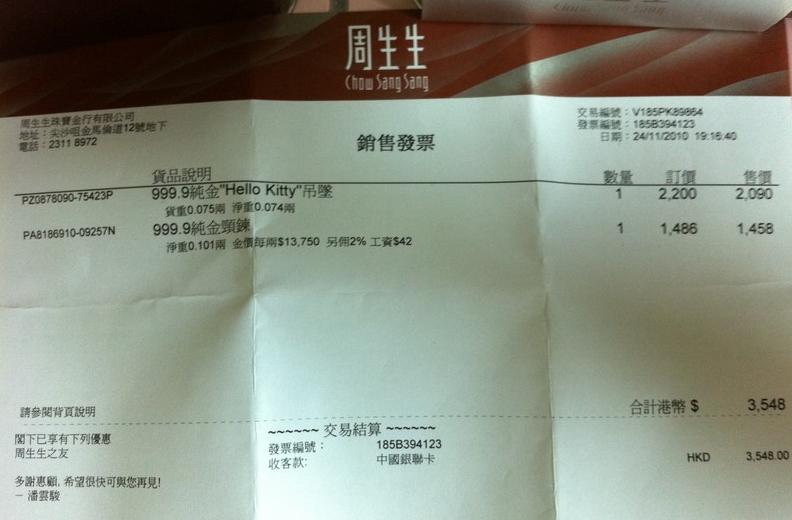 周生生
Chow Sang Sang
周生生珠寶金行有限公司
地址：尖沙咀金馬倫道12號地下
電話：2311 8972
交易編號：V185PK89864
發票編號：185B394123
日期：24/11/2010 19:16:40
銷售發票
貨品說明 數量 訂價 售價
PZ0878090-75423P 999.9純金"Hello Kitty"吊墜 1 2,200 2,090
貨重0.075兩 淨重0.074兩
PA8186910-09257N 999.9純金頸鍊 1 1,486 1,458
淨重0.101兩 金價每兩$13,750 另佣2% 工資$42
請參閱背頁說明
合計港幣 $ 3,548
~~~~~~ 交易結算 ~~~~~~
閣下已享有下列優惠
周生生之友
發票編號： 185B394123
收客款: 中國銀聯卡
HKD 3,548.00
多謝惠顧, 希望很快可與您再見!
－ 潘雲駿